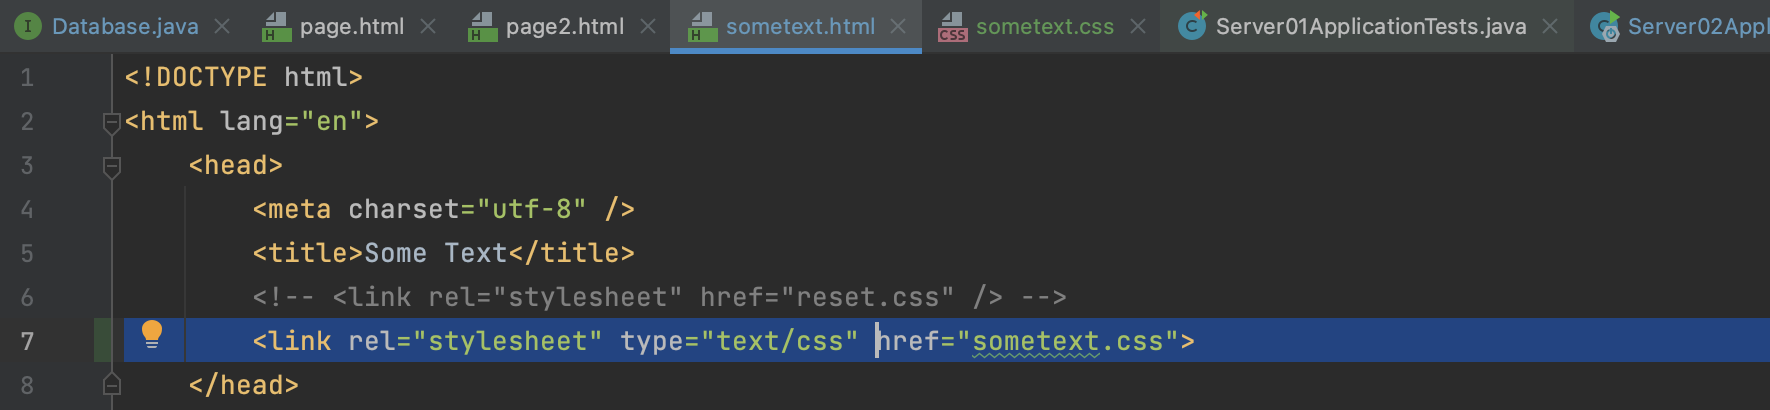 Database.java page.html page2.html sometext.html sometext.css Server01ApplicationTests.java Server02Appl
1 <!DOCTYPE html>
2 <html lang="en">
3 <head>
4 <meta charset="utf-8" />
5 <title>Some Text</title>
6 <!-- <link rel="stylesheet" href="reset.css" /> -->
7 <link rel="stylesheet" type="text/css" href="sometext.css">
8 </head>